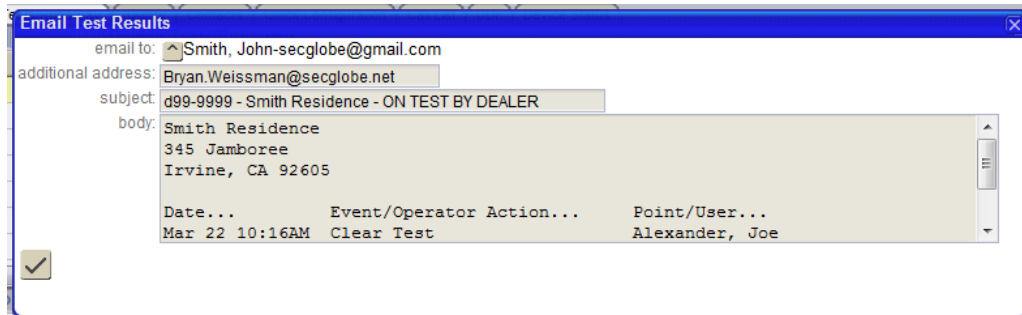 Email Test Results
email to: Smith, John-secglobe@gmail.com
additional address: Bryan.Weissman@secglobe.net
subject: d99-9999 - Smith Residence - ON TEST BY DEALER
body: Smith Residence
345 Jamboree
Irvine, CA 92605
Date... Event/Operator Action... Point/User...
Mar 22 10:16AM Clear Test Alexander, Joe